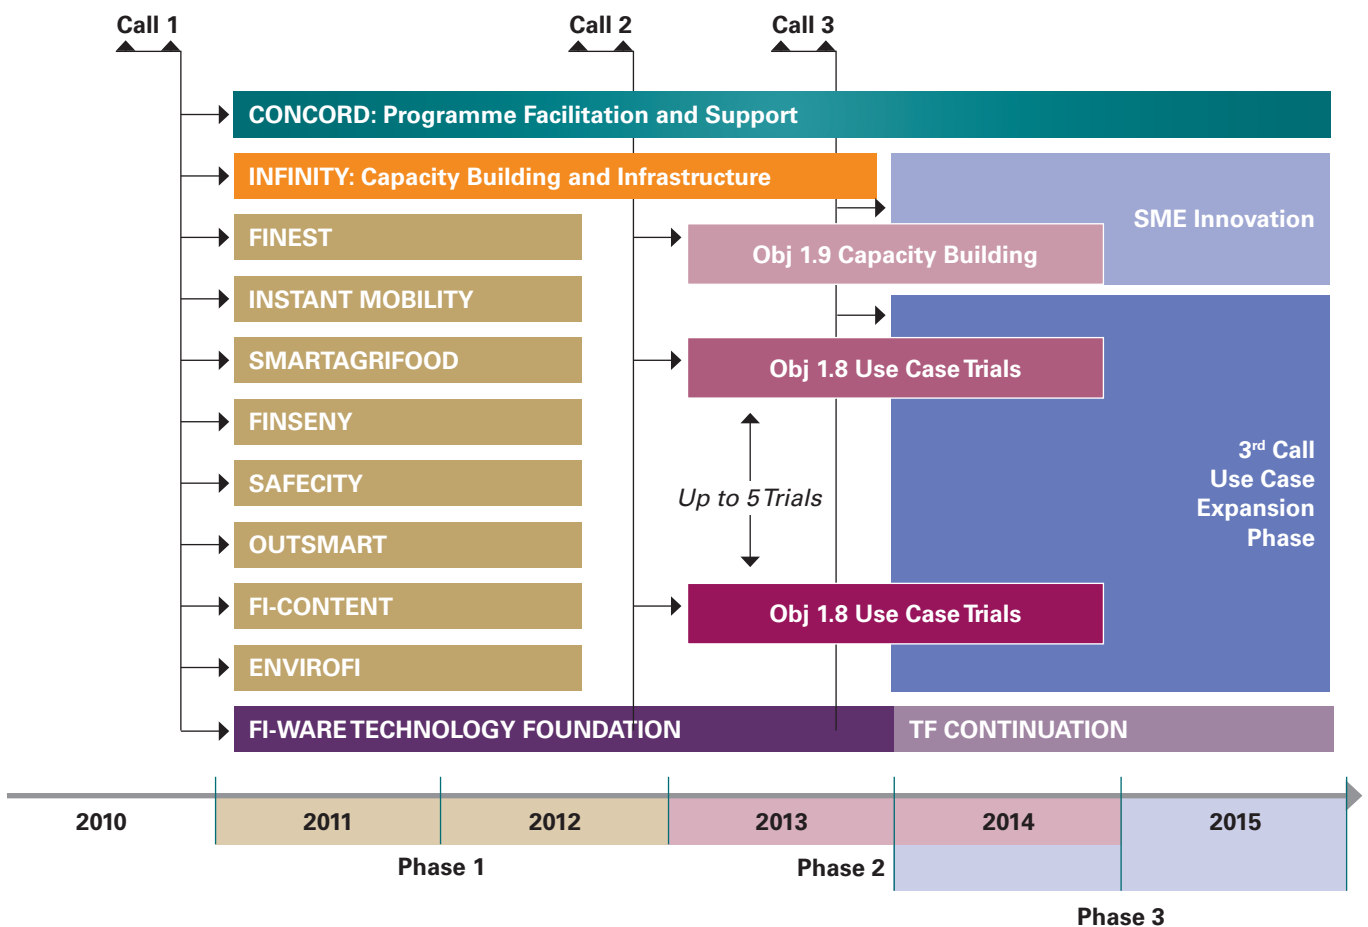 Call 1
Call 2
Call 3
CONCORD: Programme Facilitation and Support
INFINITY: Capacity Building and Infrastructure
SME Innovation
FINEST
Obj 1.9 Capacity Building
INSTANT MOBILITY
SMARTAGRIFOOD
Obj 1.8 Use Case Trials
FINSENY
3rd Call
Use Case
Expansion
Phase
SAFECITY
Up to 5 Trials
OUTSMART
FI-CONTENT
Obj 1.8 Use Case Trials
ENVIROFI
FI-WARE TECHNOLOGY FOUNDATION
TF CONTINUATION
2010
2011
2012
2013
2014
2015
Phase 1
Phase 2
Phase 3